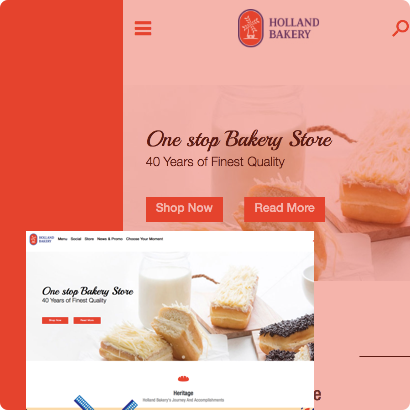 HOLLAND
BAKERY
One stop Bakery Store
40 Years of Finest Quality
Shop Now
Read More
HOLLAND
BAKERY
Menu Social Store News & Promo Choose Your Moment
One stop Bakery Store
40 Years of Finest Quality
Shop Now
Read More
Heritage
Holland Bakery's Journey And Accomplishments